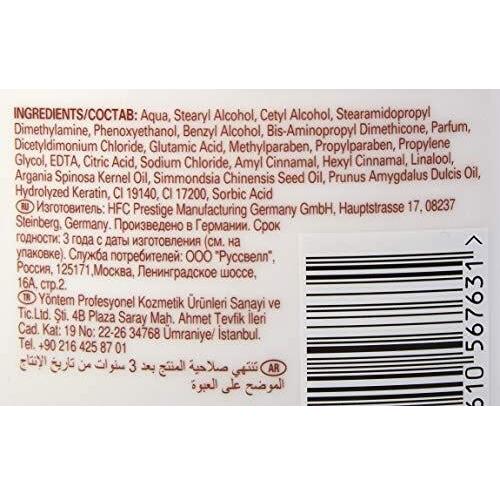 INGREDIENTS/СОСТАВ: Aqua, Stearyl Alcohol, Cetyl Alcohol, Stearamidopropyl
Dimethylamine, Phenoxyethanol, Benzyl Alcohol, Bis-Aminopropyl Dimethicone, Parfum,
Dicetyldimonium Chloride, Glutamic Acid, Methylparaben, Propylparaben, Propylene
Glycol, EDTA, Citric Acid, Sodium Chloride, Amyl Cinnamal, Hexyl Cinnamal, Linalool,
Argania Spinosa Kernel Oil, Simmondsia Chinensis Seed Oil, Prunus Amygdalus Dulcis Oil,
Hydrolyzed Keratin, CI 19140, CI 17200, Sorbic Acid
RU Изготовитель: HFC Prestige Manufacturing Germany GmbH, Hauptstrasse 17, 08237
Steinberg, Germany. Произведено в Германии. Срок
годности: 3 года с даты изготовления (см. на
упаковке). Служба потребителей: ООО "Руссвелл",
Россия, 125171,Москва, Ленинградское шоссе,
16А, стр.2.
TR Yöntem Profesyonel Kozmetik Ürünleri Sanayi ve
Tic.Ltd. Şti. 4B Plaza Saray Mah. Ahmet Tevfik İleri
Cad. Kat: 19 No: 22-26 34768 Ümraniye/ İstanbul.
Tel. +90 216 425 87 01
AR تنتهي صلاحية المنتج بعد 3 سنوات من تاريخ الإنتاج
الموضح على العبوة
610 567631 >